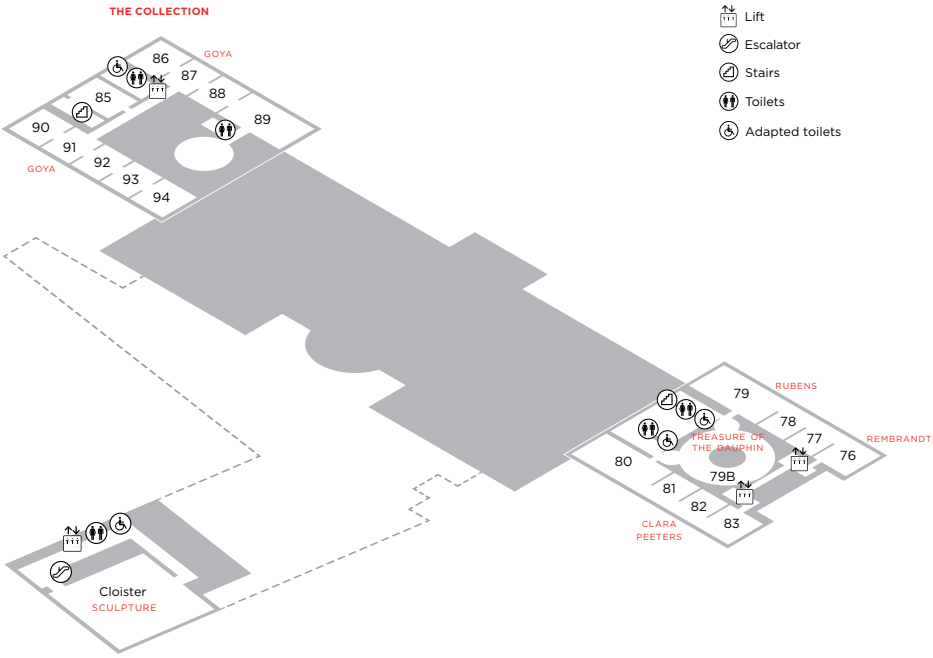 THE COLLECTION
Lift
Escalator
Stairs
Toilets
Adapted toilets
GOYA
86
87
88
89
85
90
91
92
93
94
GOYA
79
RUBENS
78
77
REMBRANDT
76
TREASURE OF
THE DAUPHIN
79B
80
81
82
83
CLARA
PEETERS
Cloister
SCULPTURE